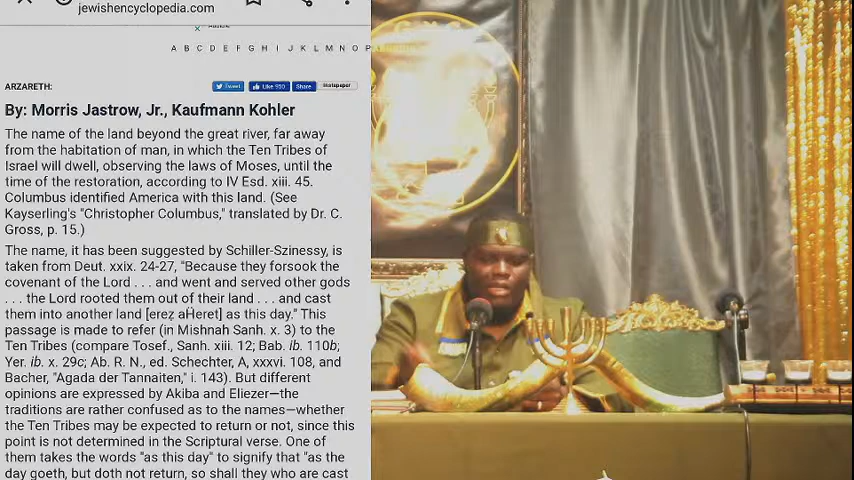 jewishencyclopedia.com
A B C D E F G H I J K L M N O P
ARZARETH:
Tweet
Like 910
Share
By: Morris Jastrow, Jr., Kaufmann Kohler
The name of the land beyond the great river, far away
from the habitation of man, in which the Ten Tribes of
Israel will dwell, observing the laws of Moses, until the
time of the restoration, according to IV Esd. xiii. 45.
Columbus identified America with this land. (See
Kayserling's "Christopher Columbus," translated by Dr. C.
Gross, p. 15.)
The name, it has been suggested by Schiller-Szinessy, is
taken from Deut. xxix. 24-27, "Because they forsook the
covenant of the Lord . . . and went and served other gods
. . . the Lord rooted them out of their land . . . and cast
them into another land [ereẓ aḤeret] as this day." This
passage is made to refer (in Mishnah Sanh. x. 3) to the
Ten Tribes (compare Tosef., Sanh. xiii. 12; Bab. ib. 110b;
Yer. ib. x. 29c; Ab. R. N., ed. Schechter, A, xxxvi. 108, and
Bacher, "Agada der Tannaiten," i. 143). But different
opinions are expressed by Akiba and Eliezer—the
traditions are rather confused as to the names—whether
the Ten Tribes may be expected to return or not, since this
point is not determined in the Scriptural verse. One of
them takes the words "as this day" to signify that "as the
day goeth, but doth not return, so shall they who are cast